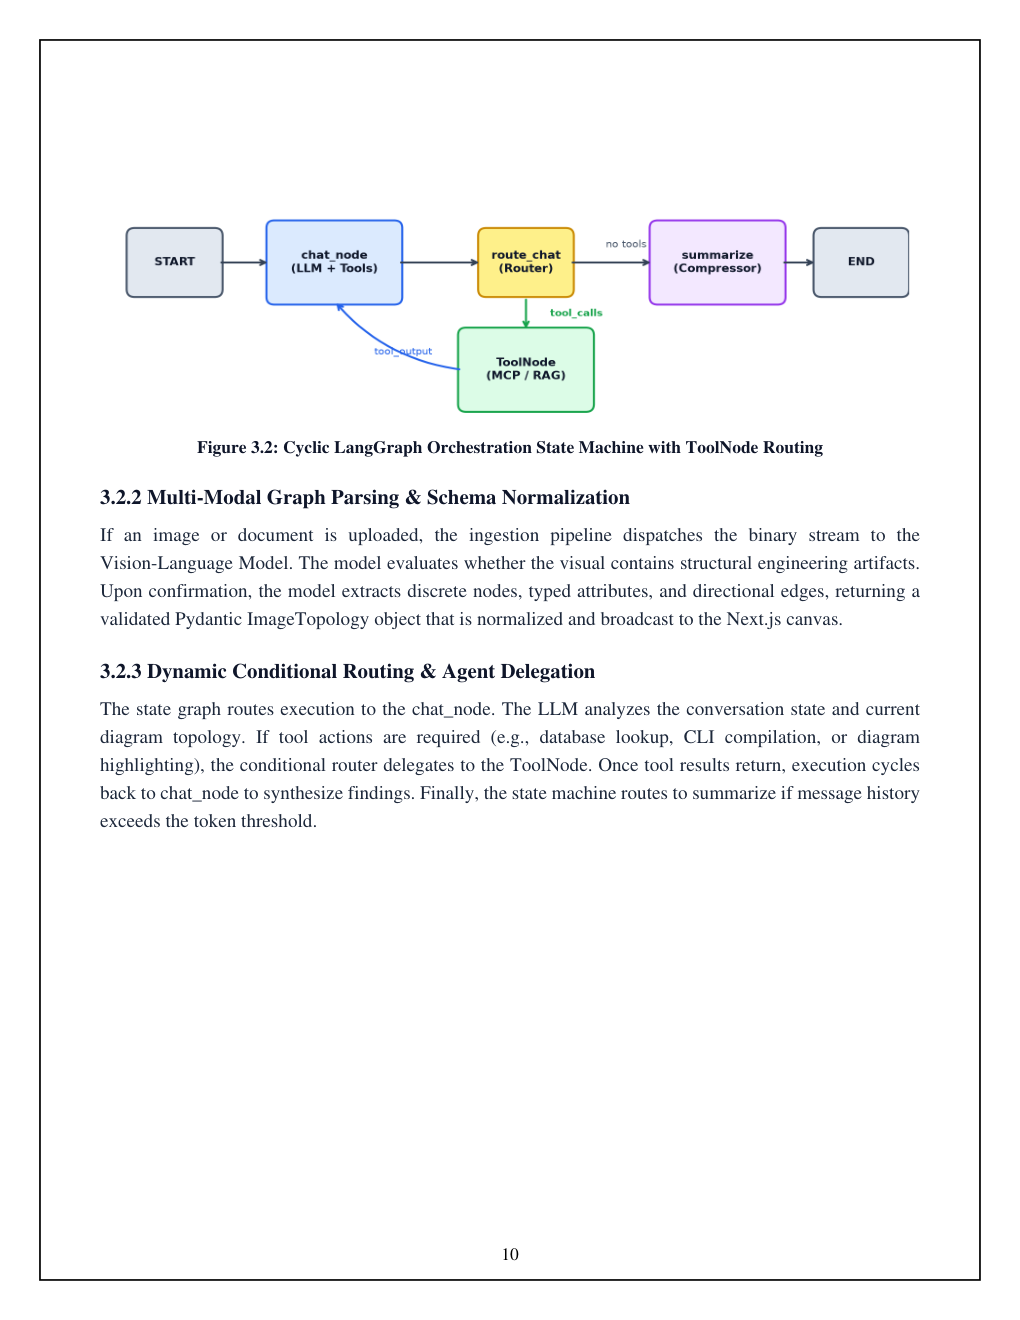 START
chat_node
(LLM + Tools)
route_chat
(Router)
no tools
summarize
(Compressor)
END
tool_calls
tool_output
ToolNode
(MCP / RAG)
Figure 3.2: Cyclic LangGraph Orchestration State Machine with ToolNode Routing
3.2.2 Multi-Modal Graph Parsing & Schema Normalization
If an image or document is uploaded, the ingestion pipeline dispatches the binary stream to the
Vision-Language Model. The model evaluates whether the visual contains structural engineering artifacts.
Upon confirmation, the model extracts discrete nodes, typed attributes, and directional edges, returning a
validated Pydantic ImageTopology object that is normalized and broadcast to the Next.js canvas.
3.2.3 Dynamic Conditional Routing & Agent Delegation
The state graph routes execution to the chat_node. The LLM analyzes the conversation state and current
diagram topology. If tool actions are required (e.g., database lookup, CLI compilation, or diagram
highlighting), the conditional router delegates to the ToolNode. Once tool results return, execution cycles
back to chat_node to synthesize findings. Finally, the state machine routes to summarize if message history
exceeds the token threshold.
10